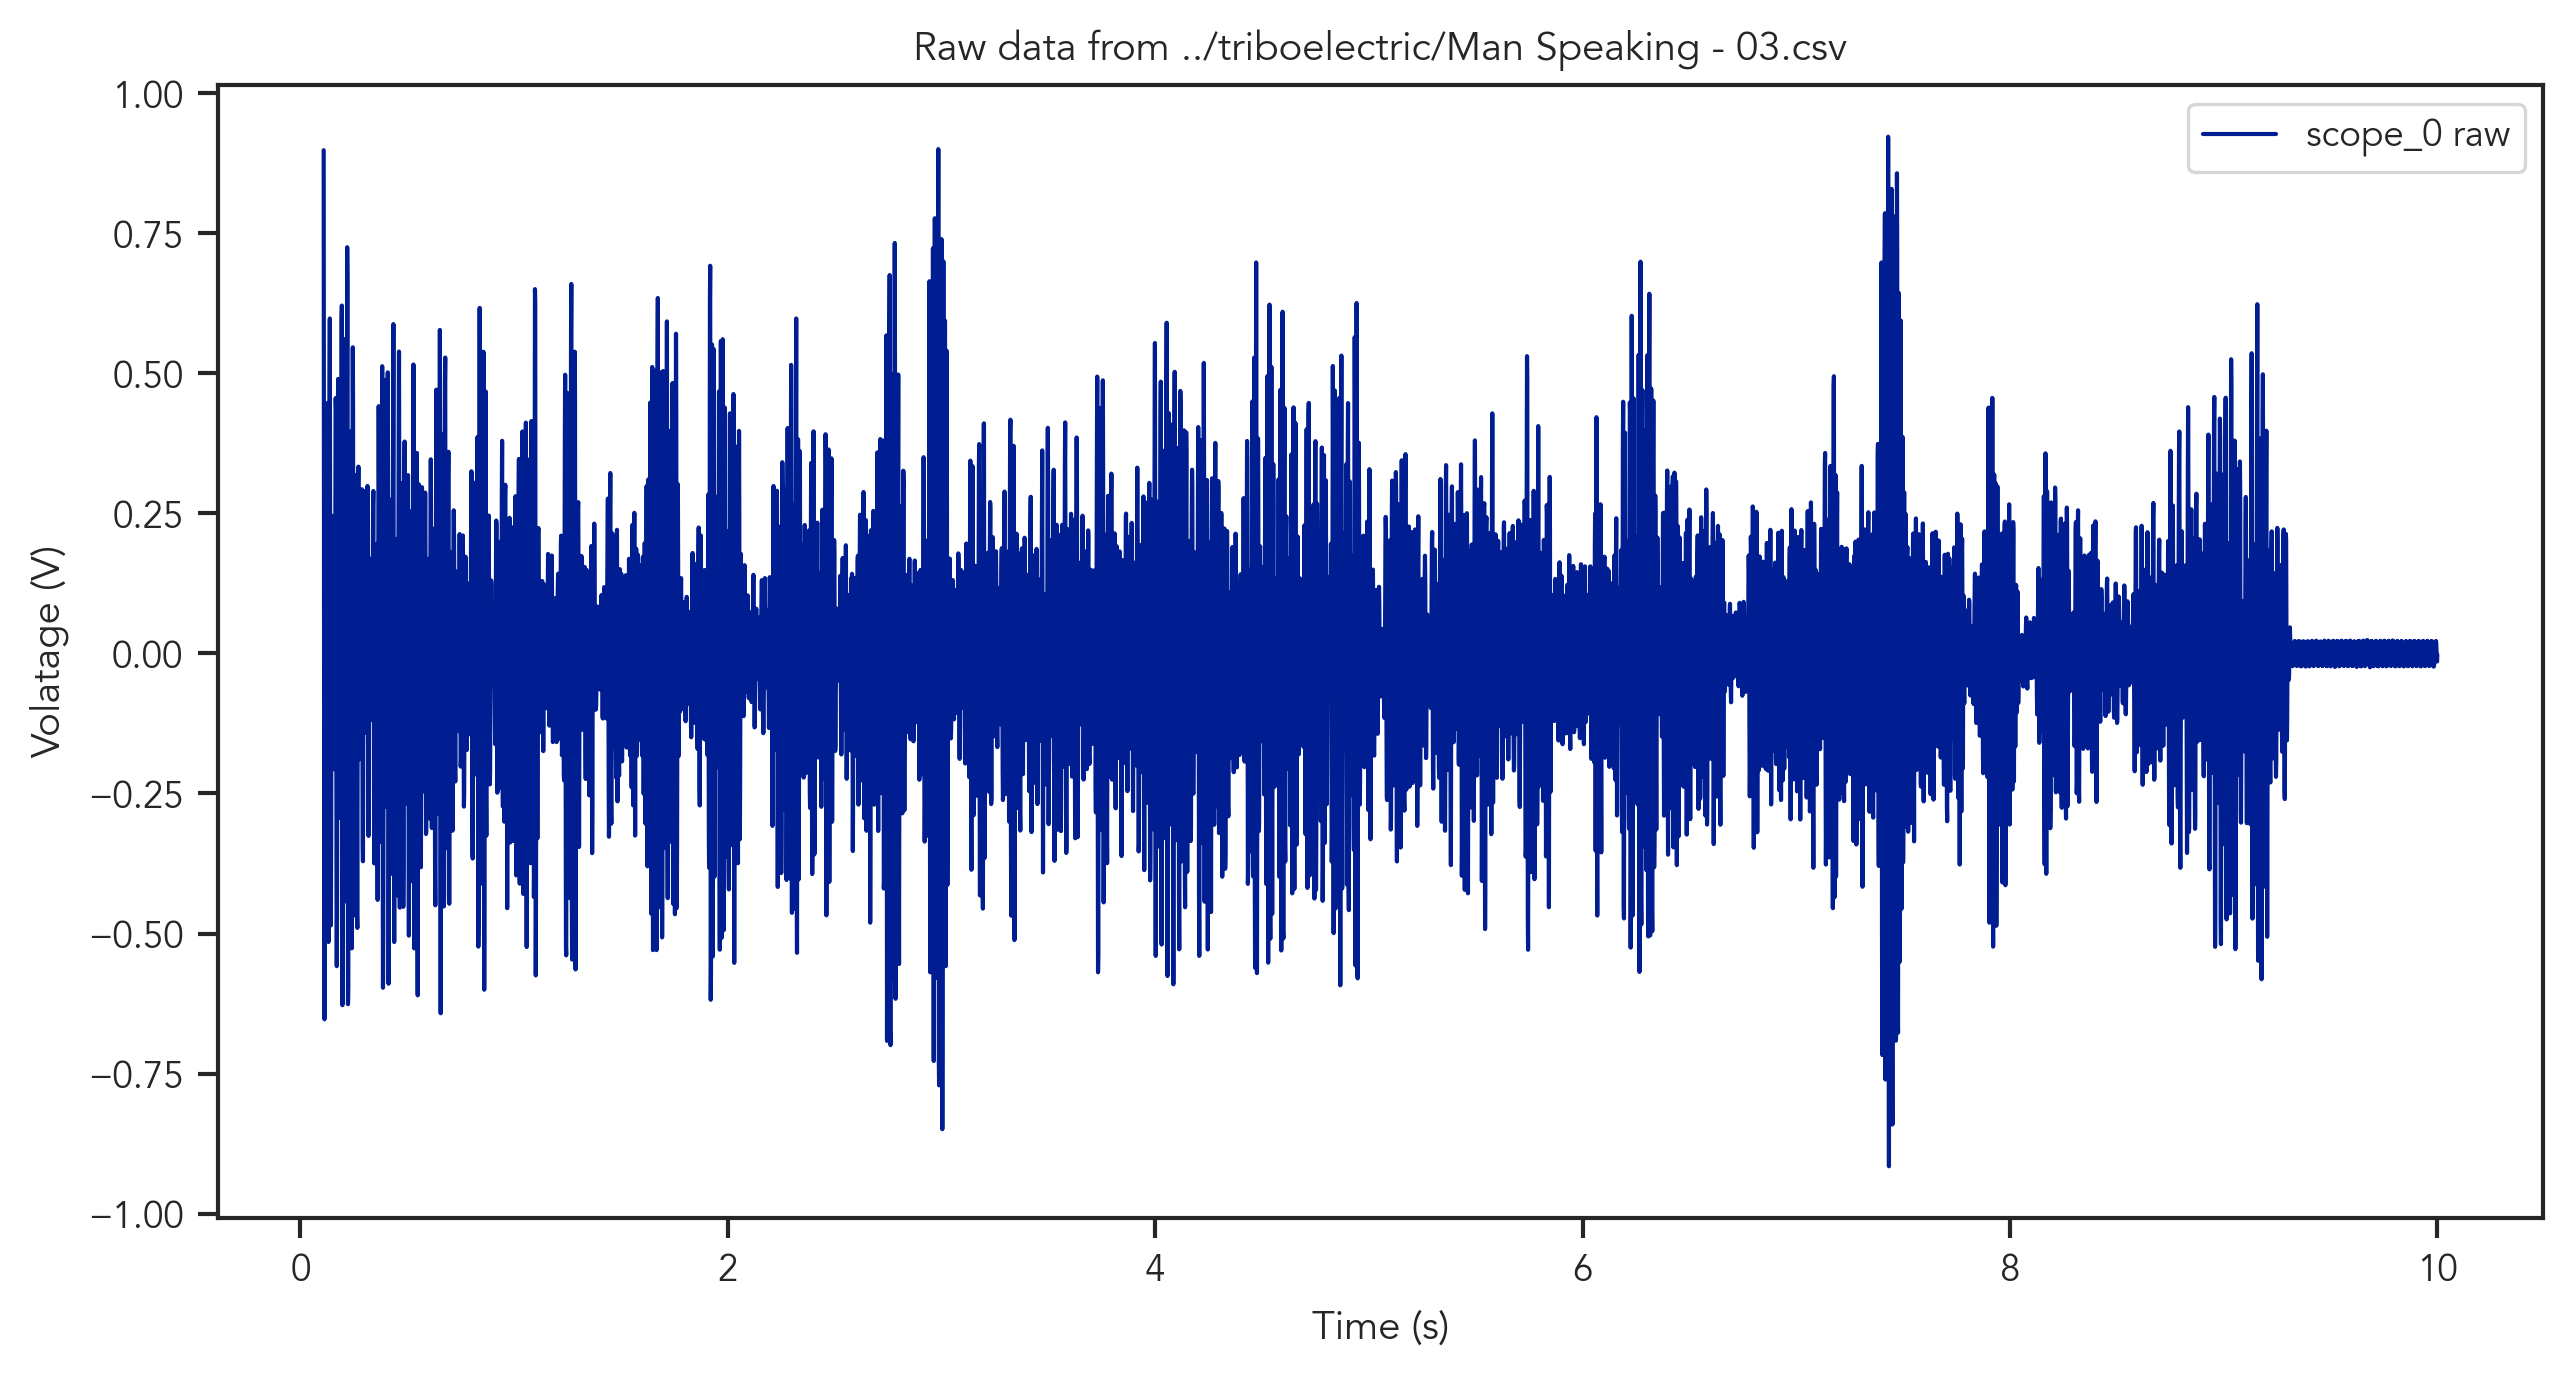 Raw data from ../triboelectric/Man Speaking - 03.csv
scope_0 raw
Volatage (V)
1.00
0.75
0.50
0.25
0.00
−0.25
−0.50
−0.75
−1.00
0 2 4 6 8 10
Time (s)